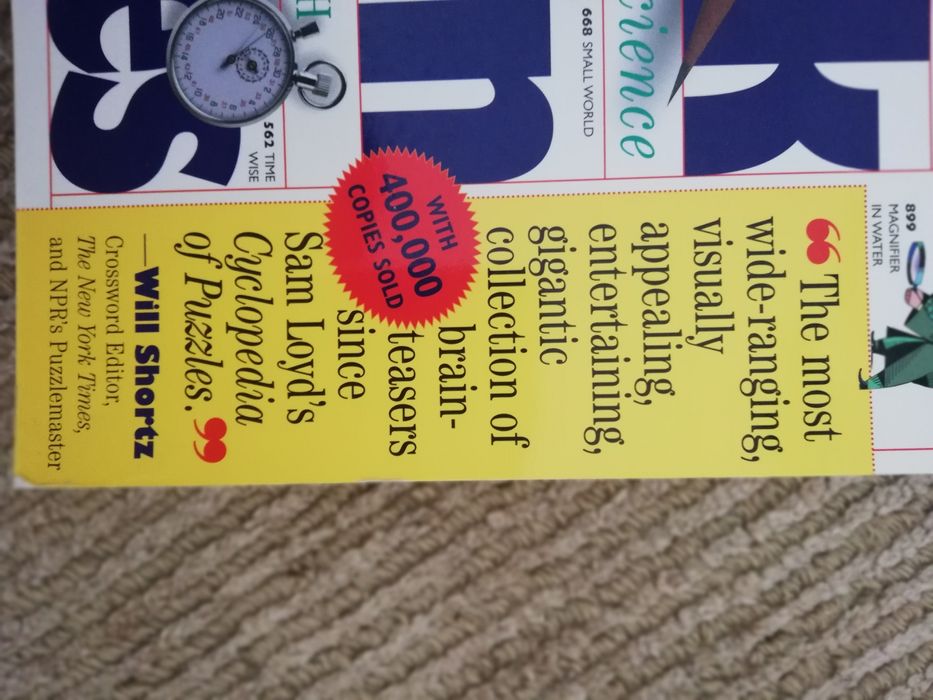 899
MAGNIFIER
IN WATER
ience
668 SMALL WORLD
n
H
562 TIME
WISE
es
“The most
wide-ranging,
visually
appealing,
entertaining,
gigantic
collection of
brain-
teasers
since
Sam Loyd's
Cyclopedia
of Puzzles.”
—Will Shortz
Crossword Editor,
The New York Times,
and NPR's Puzzlemaster
WITH
400,000
COPIES SOLD